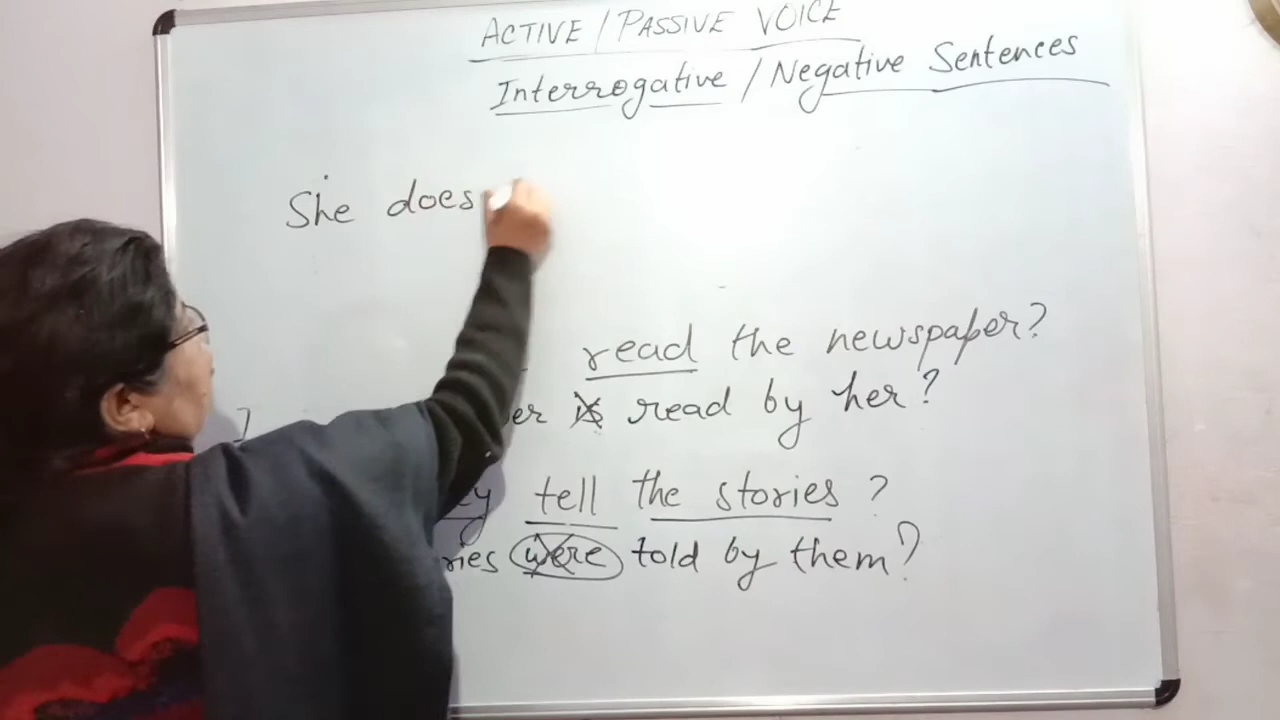 ACTIVE / PASSIVE VOICE
Interrogative / Negative Sentences
She does
read the newspaper?
er is read by her?
tell the stories ?
ries were told by them?